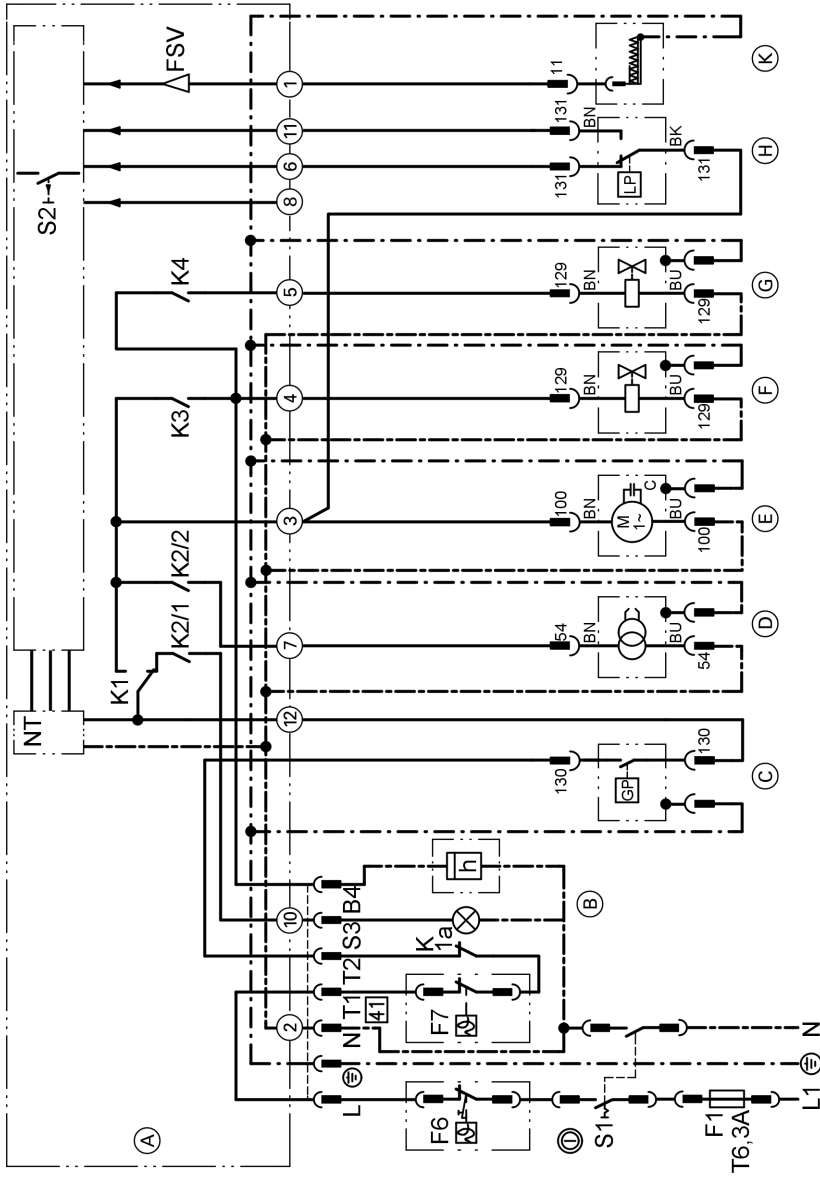 A
NT
S2
FSV
K1
K2/1
K2/2
K3
K4
2
10
12
7
3
4
5
8
6
11
1
L
N
T1
T2
S3
B4
41
F6
F7
K
1a
h
B
130
GP
130
C
54
BN
BU
54
D
100
BN
M
1~
C
BU
100
E
129
BN
BU
129
F
129
BN
BU
129
G
131
131
BN
LP
BK
131
H
11
K
I
S1
F1
T6,3A
L1
N